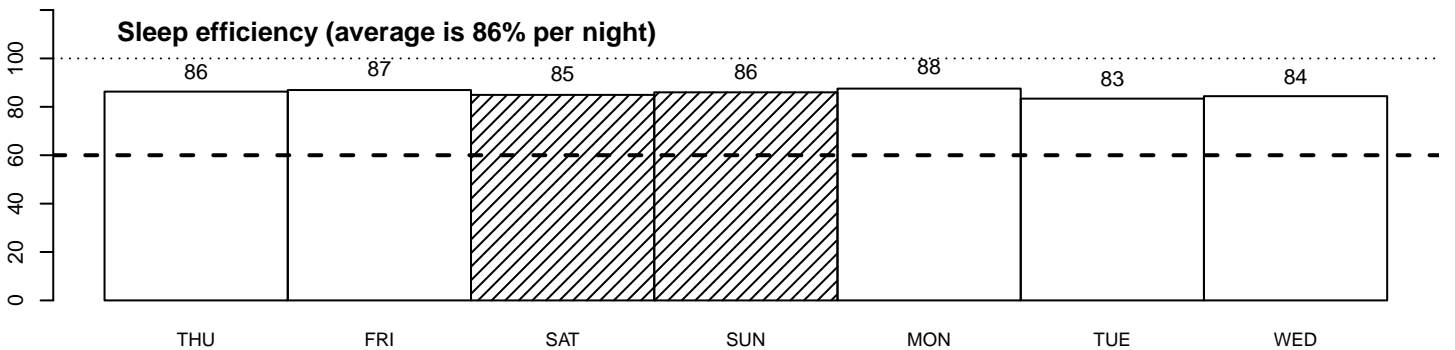 Sleep efficiency (average is 86% per night)
86 87 85 86 88 83 84
100
80
60
40
20
0
THU FRI SAT SUN MON TUE WED